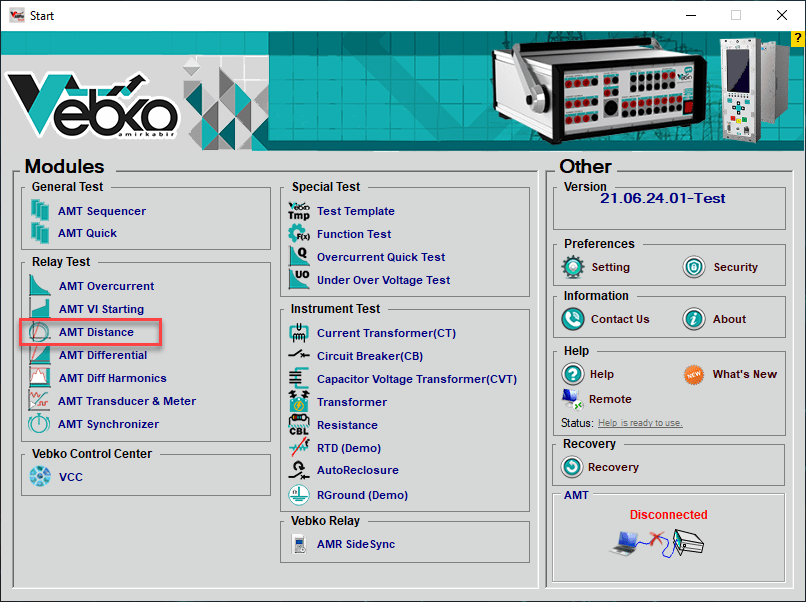 Start
?
Vebko
amirkabir
Modules
General Test
AMT Sequencer
AMT Quick
Relay Test
AMT Overcurrent
AMT VI Starting
AMT Distance
AMT Differential
AMT Diff Harmonics
AMT Transducer & Meter
AMT Synchronizer
Vebko Control Center
VCC
Special Test
Vebko
Tmp
Test Template
F(x)
Function Test
Q
Overcurrent Quick Test
UO
Under Over Voltage Test
Instrument Test
Current Transformer(CT)
Circuit Breaker(CB)
Capacitor Voltage Transformer(CVT)
Transformer
CBL
Resistance
RTD (Demo)
AutoReclosure
RGround (Demo)
Vebko Relay
AMR SideSync
Other
Version
21.06.24.01-Test
Preferences
Setting
Security
Information
Contact Us
About
Help
Help
NEW
What's New
Remote
Status: Help is ready to use.
Recovery
Recovery
AMT
Disconnected